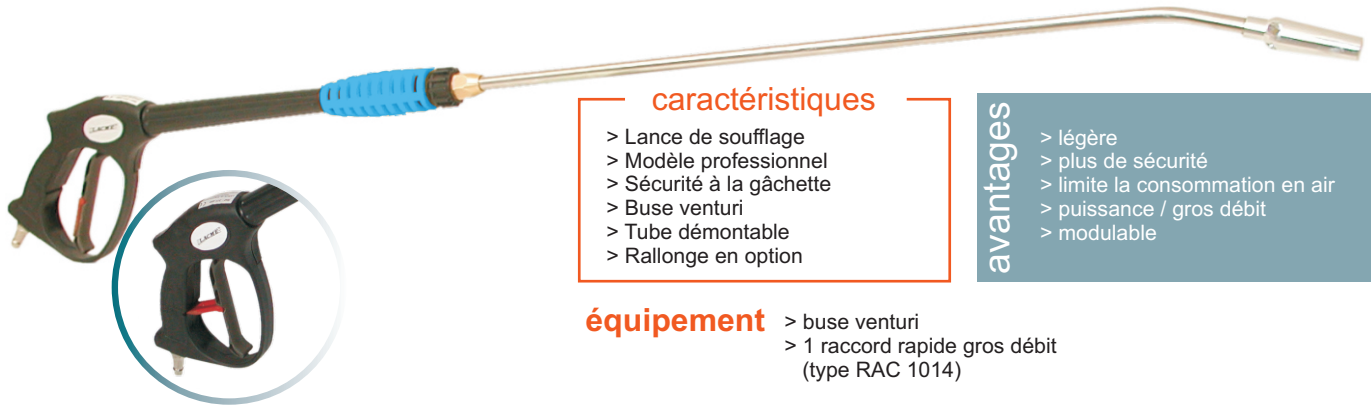 caractéristiques
> Lance de soufflage
> Modèle professionnel
> Sécurité à la gâchette
> Buse venturi
> Tube démontable
> Rallonge en option
avantages
> légère
> plus de sécurité
> limite la consommation en air
> puissance / gros débit
> modulable
équipement
> buse venturi
> 1 raccord rapide gros débit
(type RAC 1014)
LACMÉ
LACMÉ